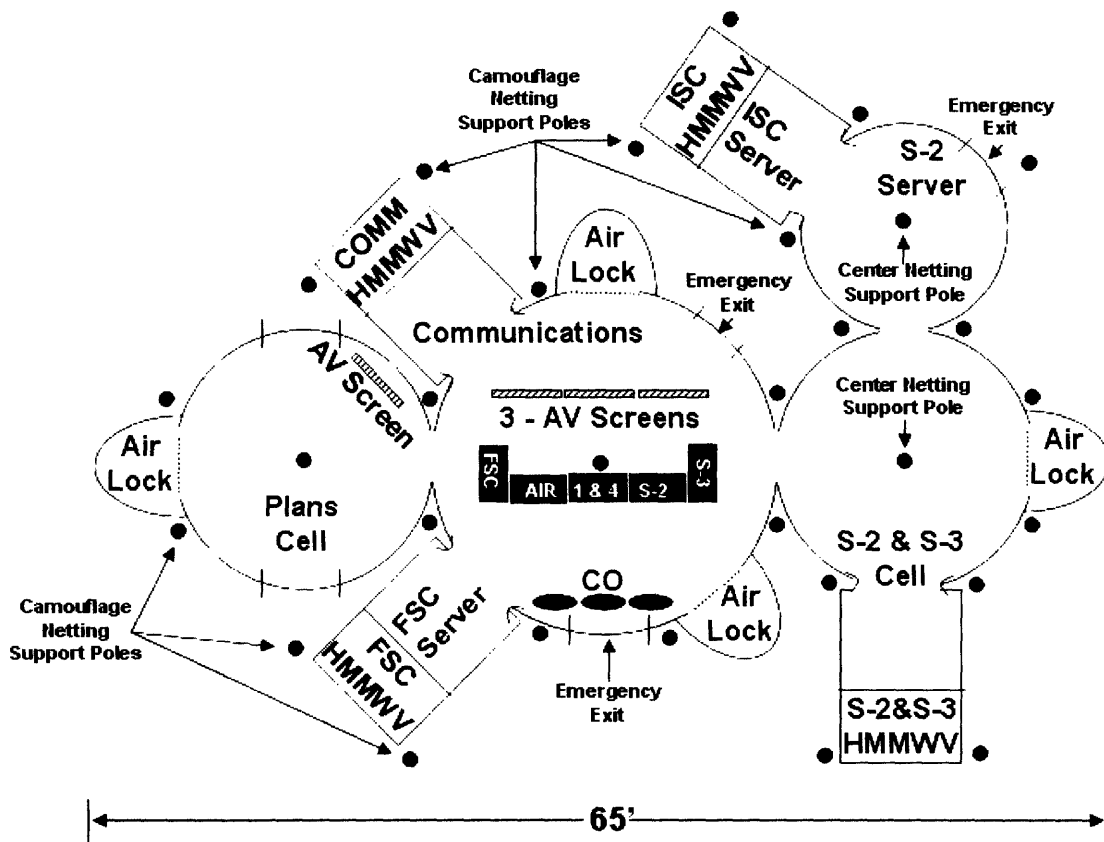 Camouflage
Netting
Support Poles
ISC
HMMWV
ISC
Server
Emergency
Exit
S-2
Server
Center Netting
Support Pole
COMM
HMMWV
Air
Lock
Emergency
Exit
Communications
AV Screen
3 - AV Screens
FSC
AIR
1 & 4
S-2
S-3
Center Netting
Support Pole
Air
Lock
Air
Lock
Plans
Cell
S-2 & S-3
Cell
CO
Air
Lock
FSC
Server
FSC
HMMWV
Camouflage
Netting
Support Poles
Emergency
Exit
S-2&S-3
HMMWV
65'